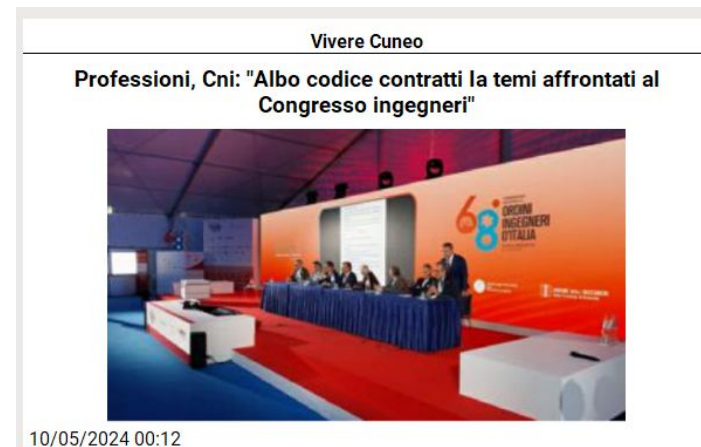 Vivere Cuneo
Professioni, Cni: "Albo codice contratti Ia temi affrontati al
Congresso ingegneri"
68°
ORDINI
INGEGNERI
D'ITALIA
10/05/2024 00:12